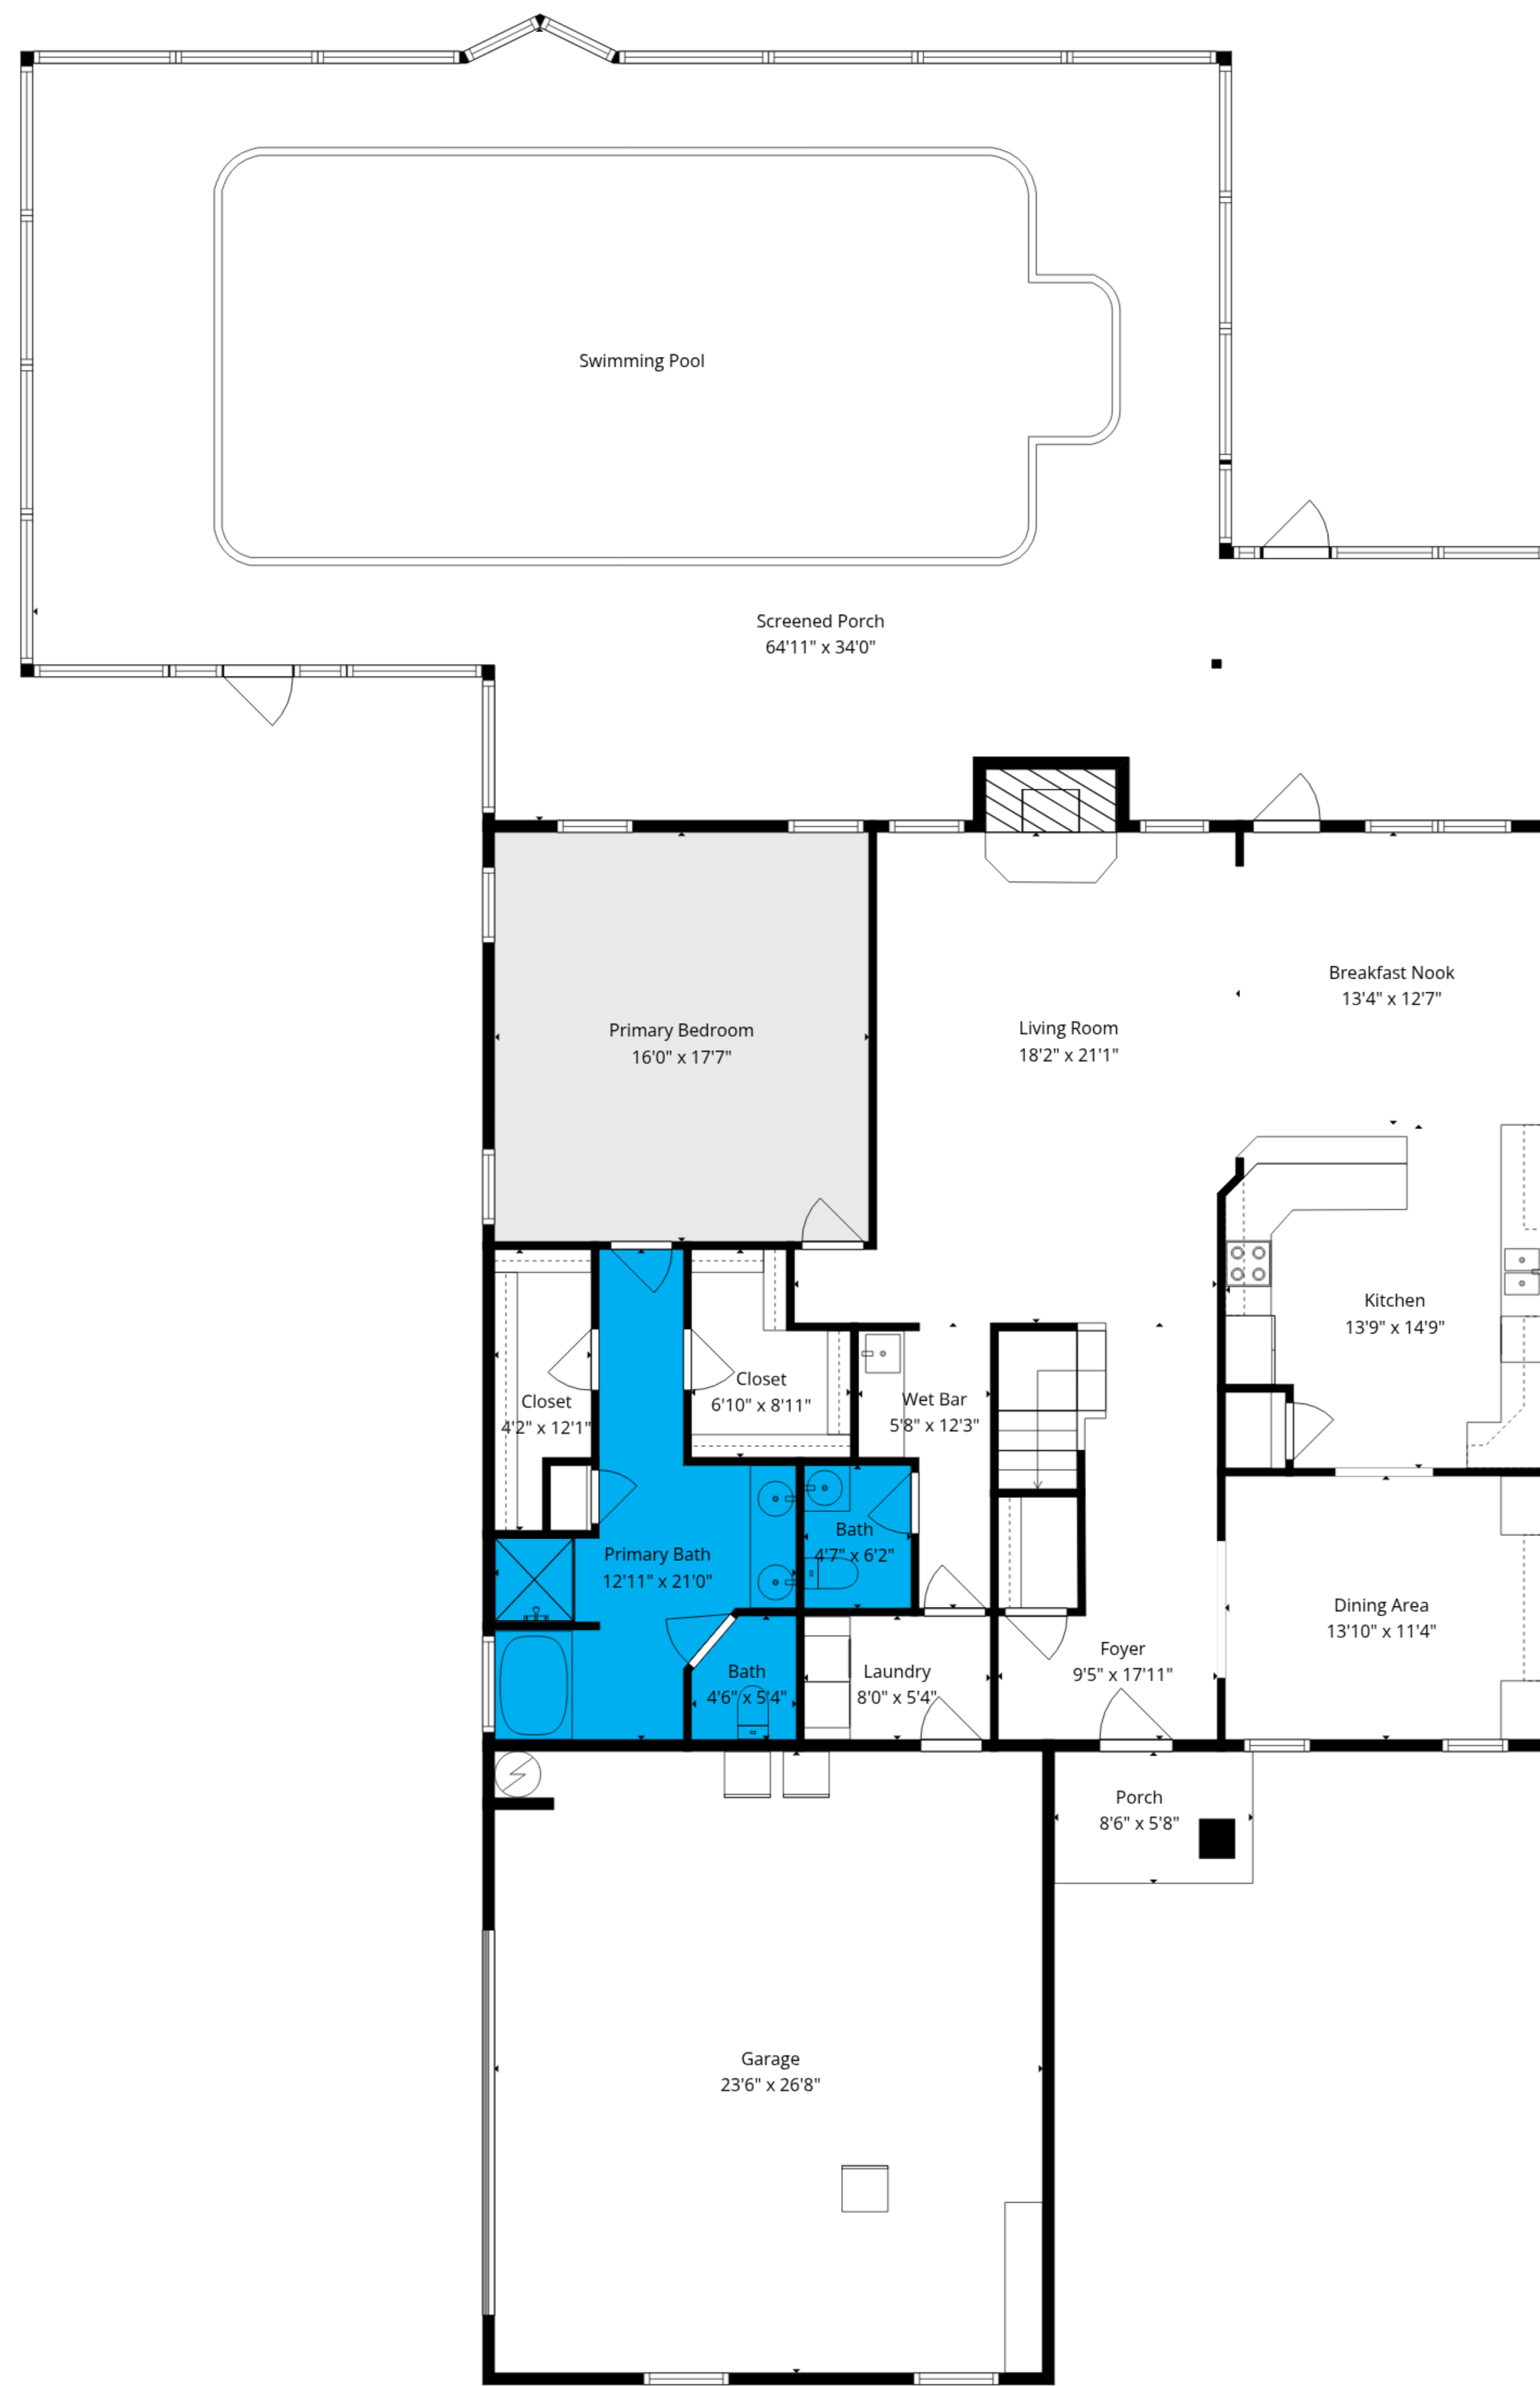 Swimming Pool
Screened Porch
64'11" x 34'0"
Breakfast Nook
13'4" x 12'7"
Primary Bedroom
16'0" x 17'7"
Living Room
18'2" x 21'1"
Kitchen
13'9" x 14'9"
Closet
6'10" x 8'11"
Closet
4'2" x 12'1"
Wet Bar
5'8" x 12'3"
Bath
4'7" x 6'2"
Primary Bath
12'11" x 21'0"
Dining Area
13'10" x 11'4"
Foyer
9'5" x 17'11"
Bath
4'6" x 5'4"
Laundry
8'0" x 5'4"
Porch
8'6" x 5'8"
Garage
23'6" x 26'8"